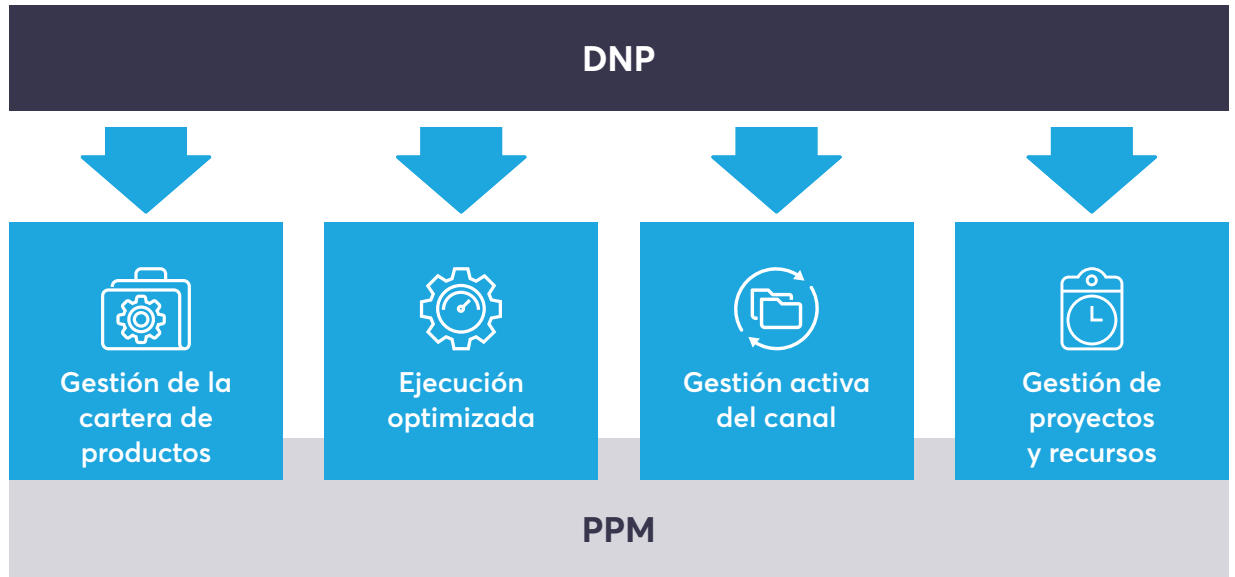 DNP
Gestión de la
cartera de
productos
Ejecución
optimizada
Gestión activa
del canal
Gestión de
proyectos
y recursos
PPM